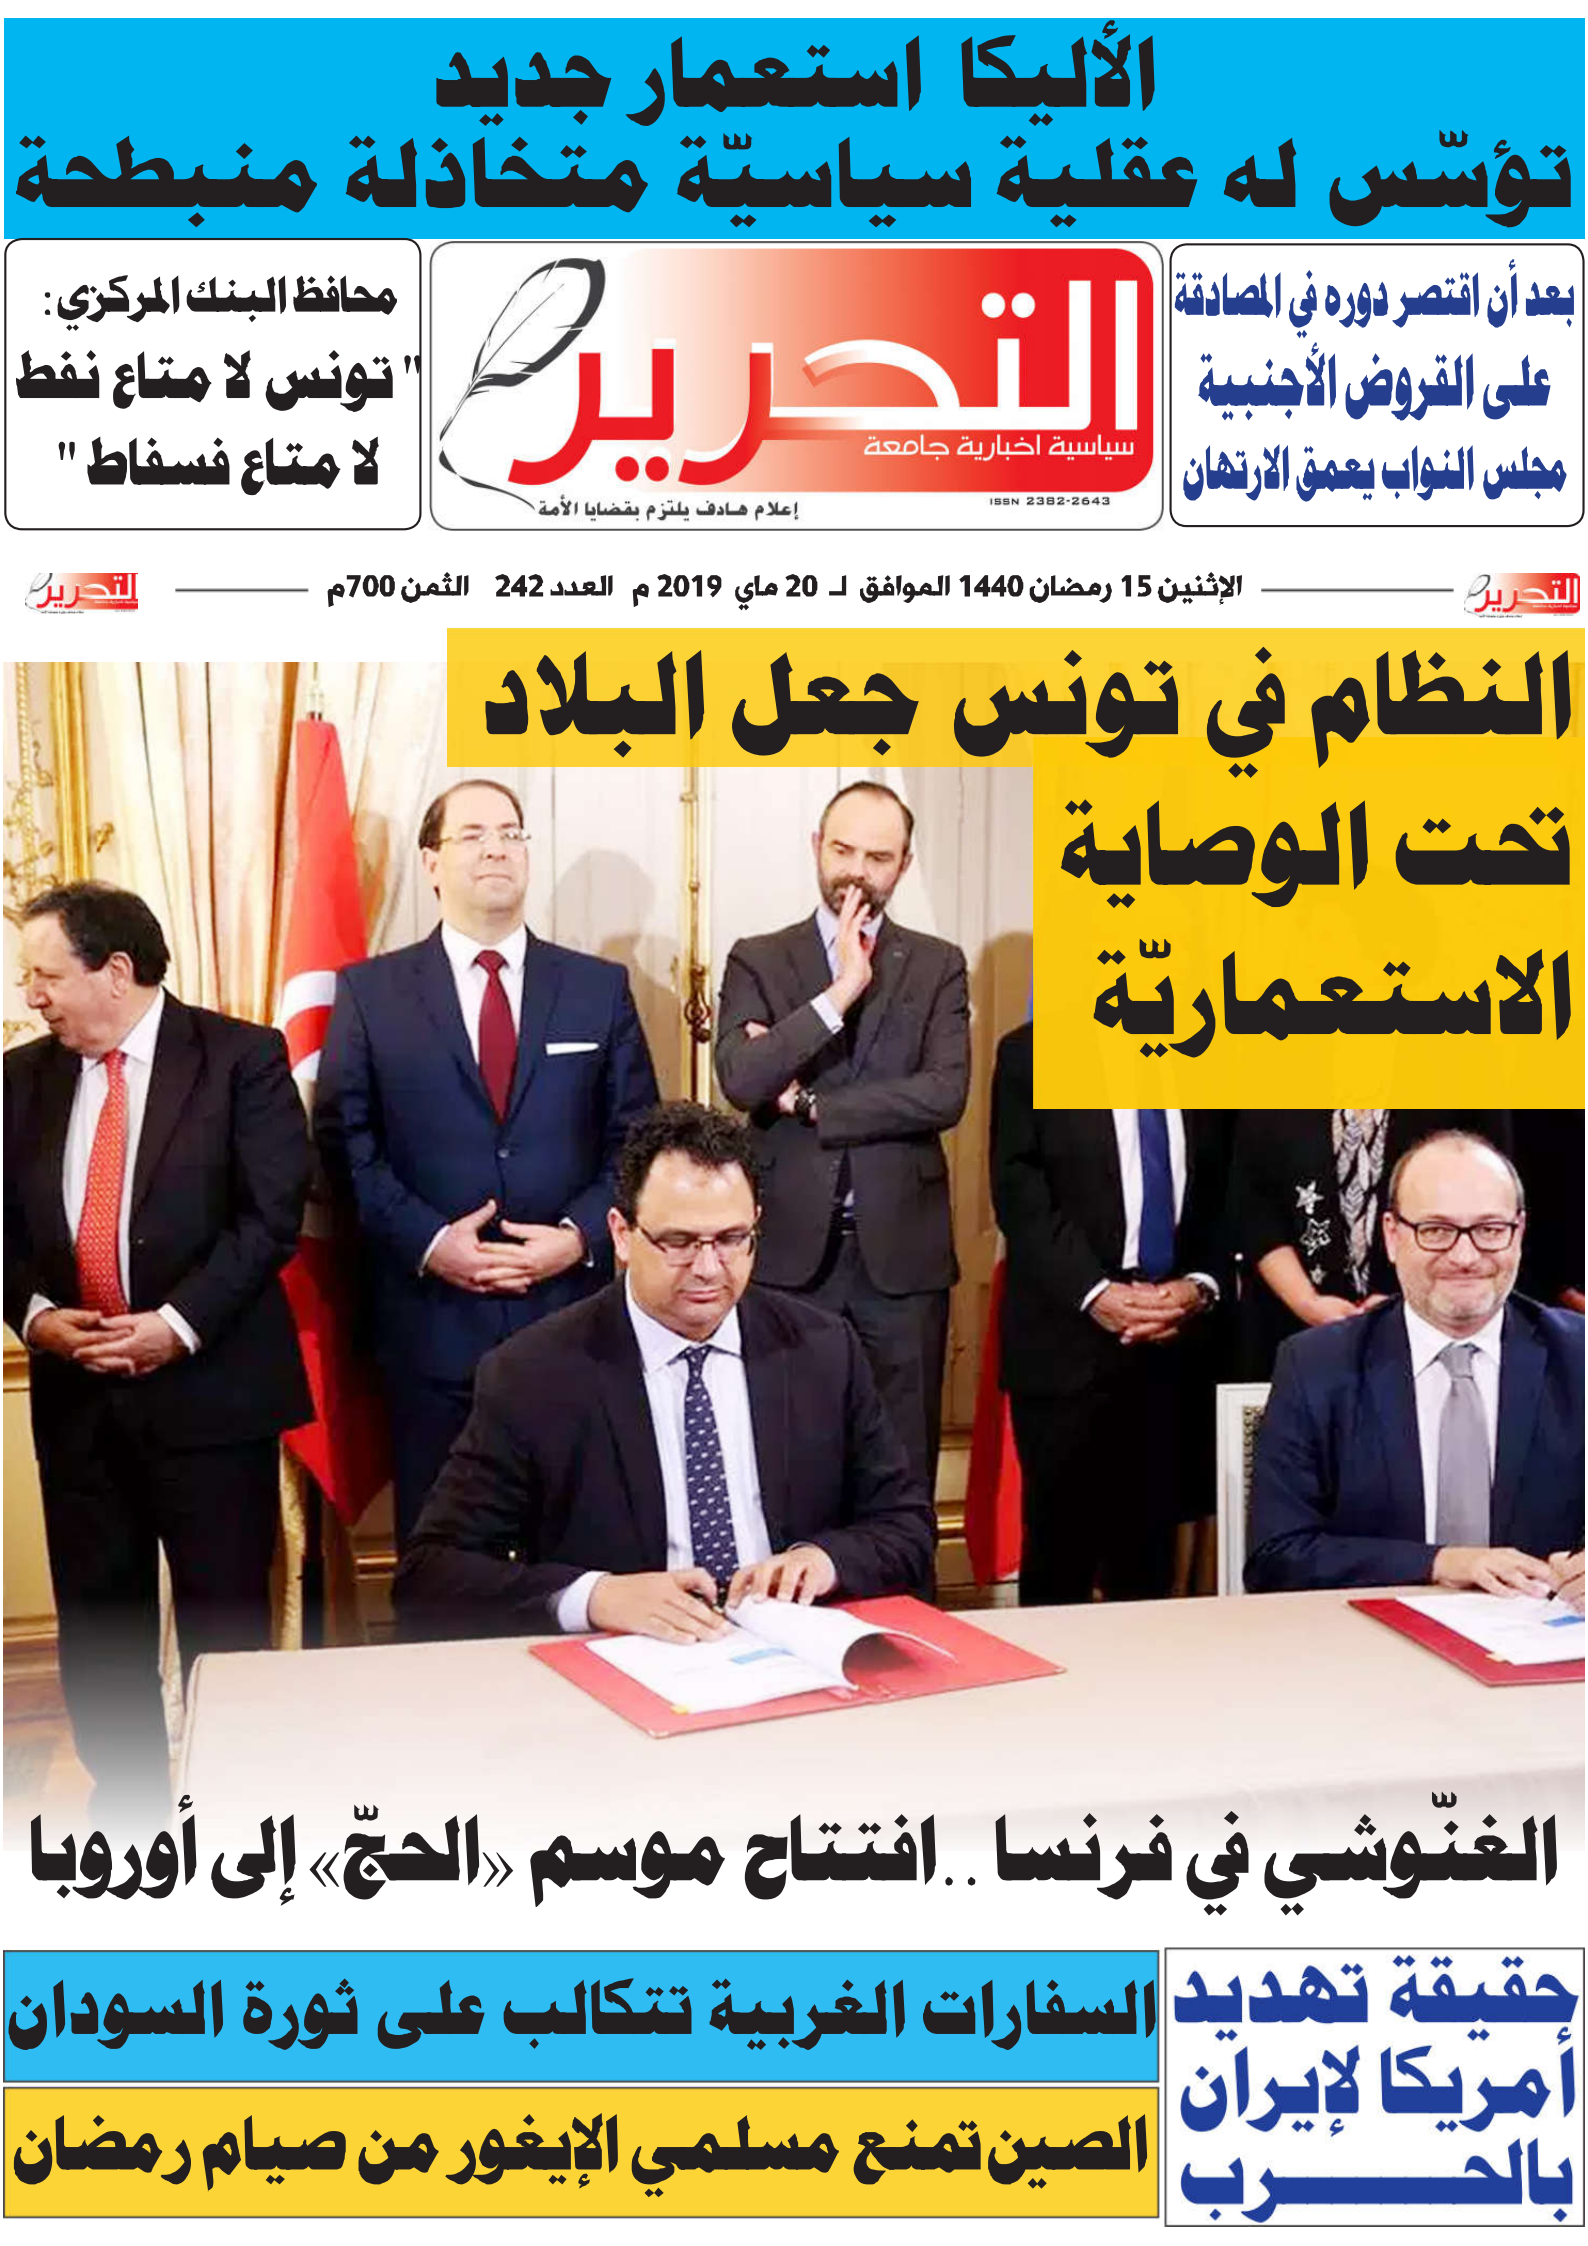 الأليكا استعمار جديد
تؤسّس له عقلية سياسيّة متخاذلة منبطحة
بعد أن اقتصر دوره في المصادقة
على القروض الأجنبية
مجلس النواب يعمق الارتهان
التحرير
سياسية اخبارية جامعة
ISSN 2382-2643
إعلام هادف يلتزم بقضايا الأمة
محافظ البنك المركزي:
" تونس لا متاع نفط
لا متاع فسفاط "
التحرير
الإثنين 15 رمضان 1440 الموافق لـ 20 ماي 2019 م العدد 242 الثمن 700م
التحرير
النظام في تونس جعل البلاد
تحت الوصاية
الاستعماريّة
الغنّوشي في فرنسا ..افتتاح موسم «الحجّ» إلى أوروبا
حقيقة تهديد
أمريكا لإيران
بالحـــــرب
السفارات الغربية تتكالب على ثورة السودان
الصين تمنع مسلمي الإيغور من صيام رمضان